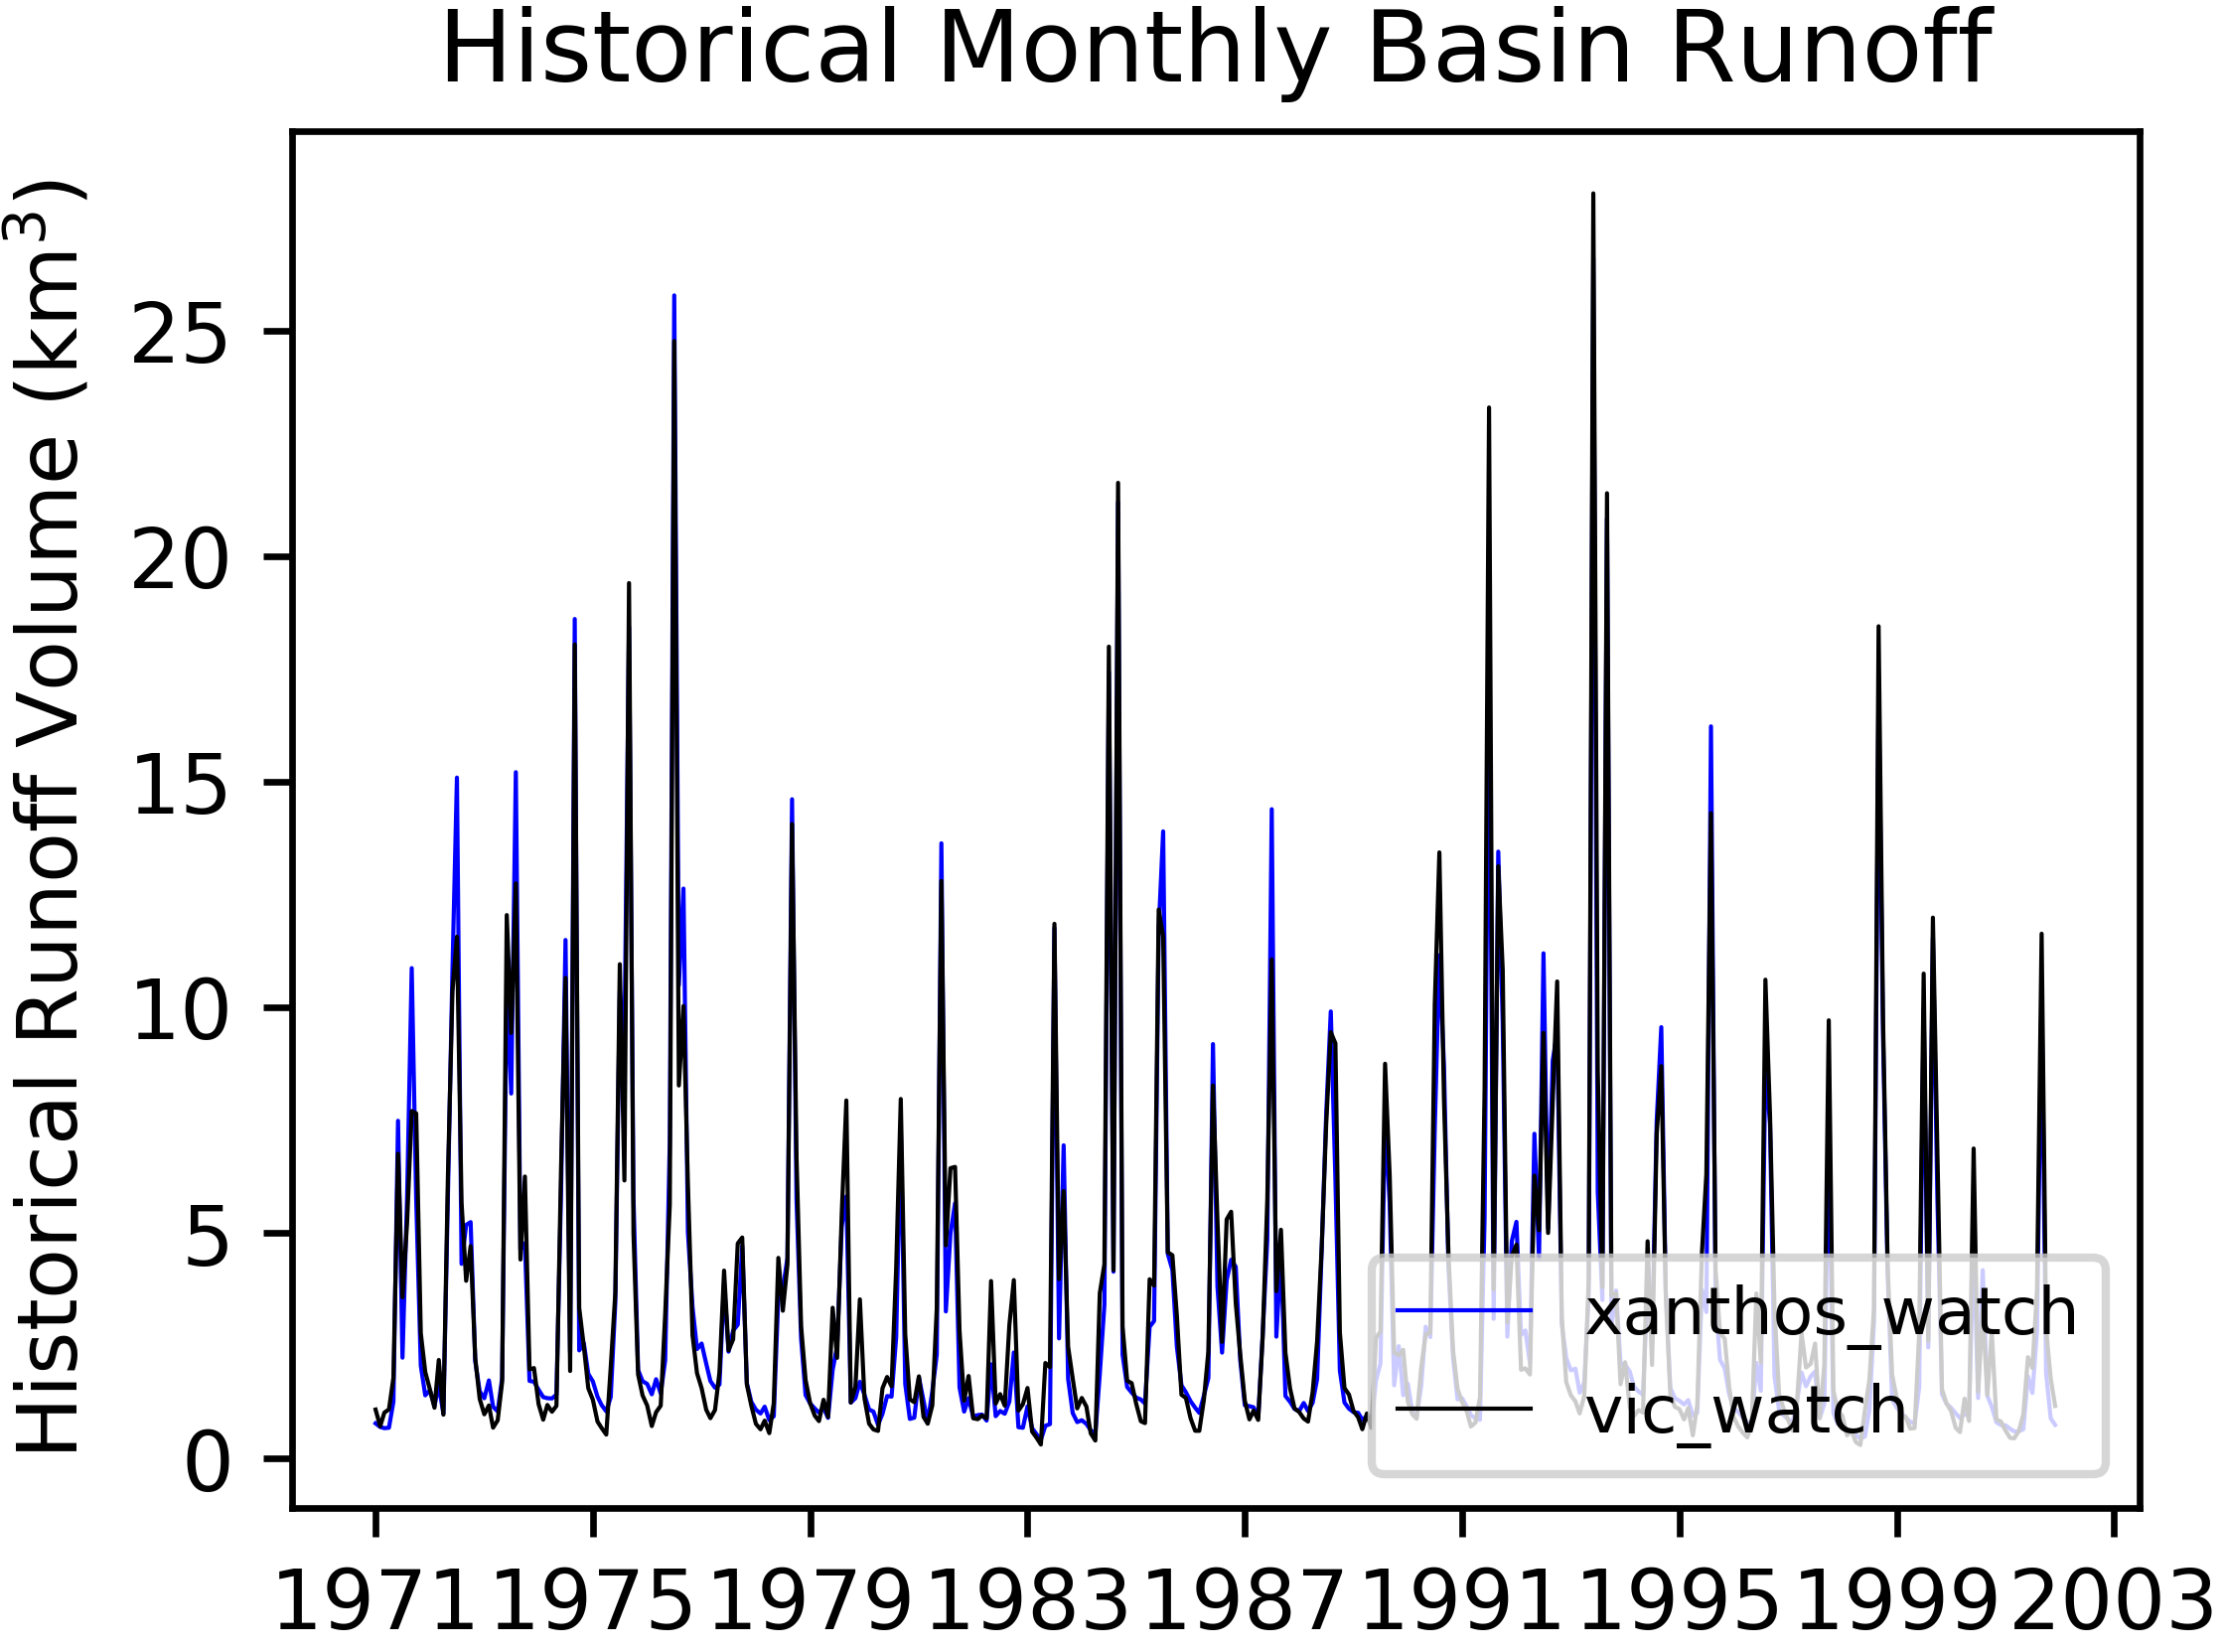 Historical Monthly Basin Runoff
Historical Runoff Volume (km³)
25
20
15
10
5
0
xanthos_watch
vic_watch
1971 1975 1979 1983 1987 1991 1995 1999 2003